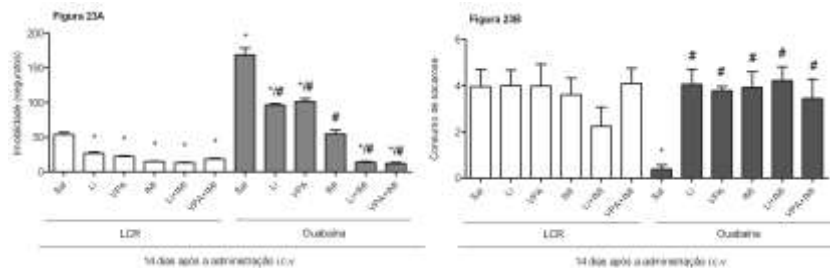 Figura 23A
Imobilidade (segundos)
200
150
100
50
0
*
*
*
*
*
*
*
*/#
*/#
#
*/#
*/#
Sal
Li
VPA
IMI
Li+IMI
VPA+IMI
Sal
Li
VPA
IMI
Li+IMI
VPA+IMI
LCR
Ouabaína
14 dias após a administração i.c.v
Figura 23B
Consumo de sacarose
6
4
2
0
*
#
#
#
#
#
Sal
Li
VPA
IMI
Li+IMI
VPA+IMI
Sal
Li
VPA
IMI
Li+IMI
VPA+IMI
LCR
Ouabaína
14 dias após a administração i.c.v